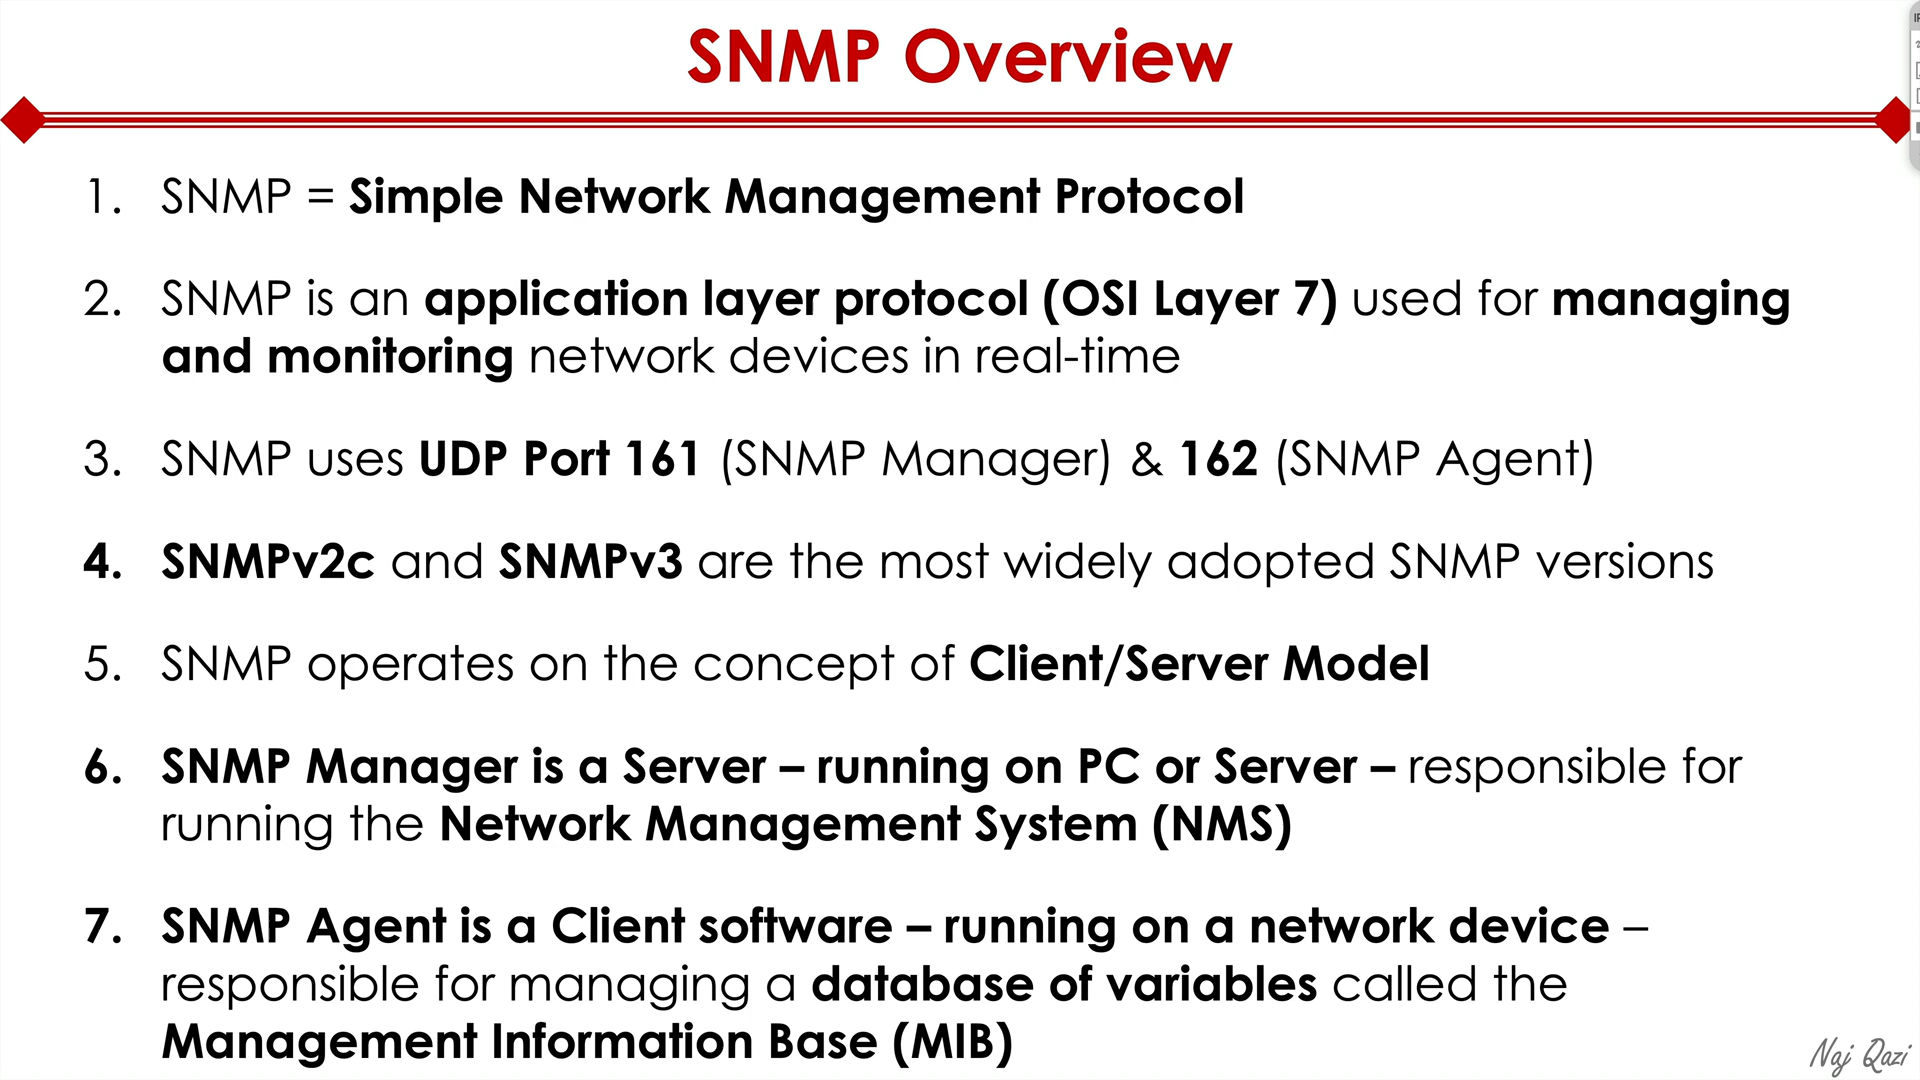 SNMP Overview
1. SNMP = Simple Network Management Protocol
2. SNMP is an application layer protocol (OSI Layer 7) used for managing
and monitoring network devices in real-time
3. SNMP uses UDP Port 161 (SNMP Manager) & 162 (SNMP Agent)
4. SNMPv2c and SNMPv3 are the most widely adopted SNMP versions
5. SNMP operates on the concept of Client/Server Model
6. SNMP Manager is a Server – running on PC or Server – responsible for
running the Network Management System (NMS)
7. SNMP Agent is a Client software – running on a network device –
responsible for managing a database of variables called the
Management Information Base (MIB)
Naj Qazi